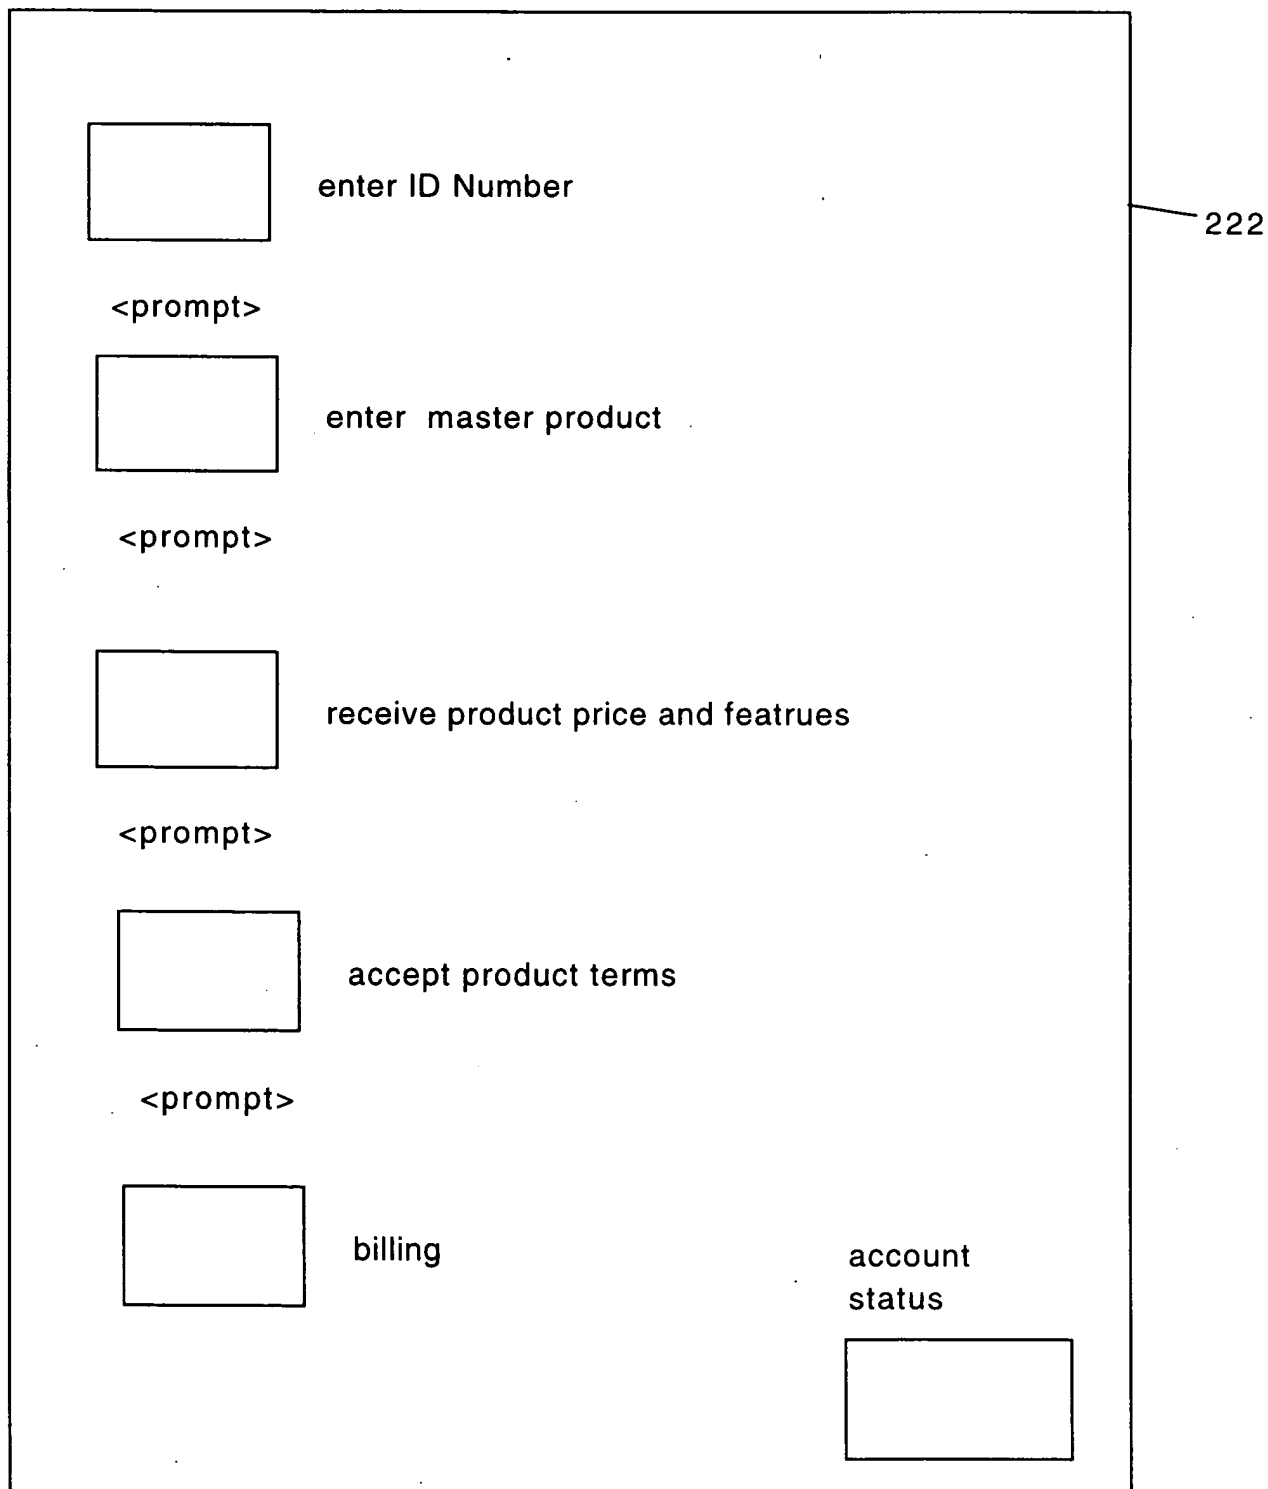 enter ID Number
222
<prompt>
enter master product
<prompt>
receive product price and featrues
<prompt>
accept product terms
<prompt>
billing
account
status